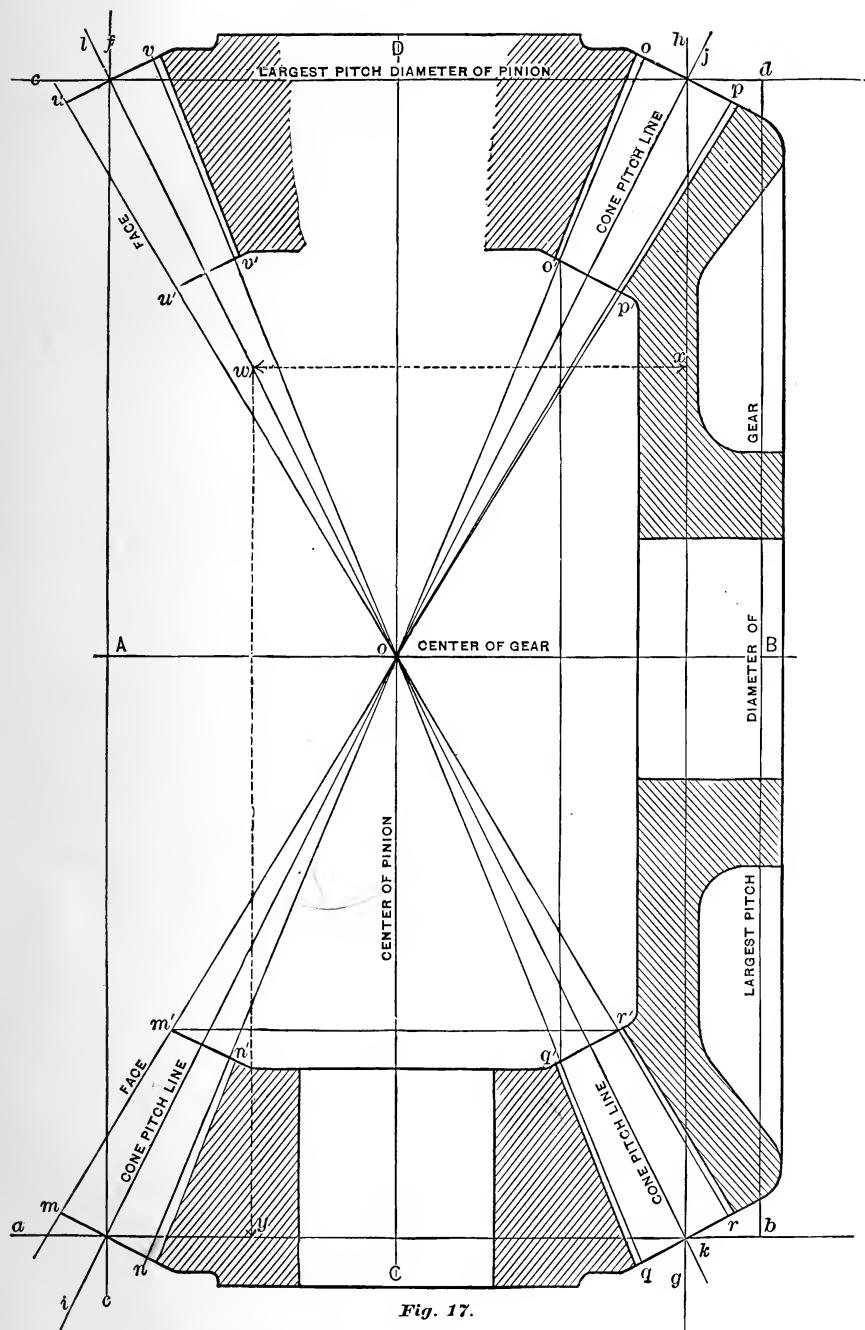 l f v D o h j
c LARGEST PITCH DIAMETER OF PINION d
u p
CONE PITCH LINE
FACE
v' o'
u' p'
w x
GEAR
A o CENTER OF GEAR B
DIAMETER OF
CENTER OF PINION
LARGEST PITCH
m' r'
n' q'
FACE
CONE PITCH LINE
CONE PITCH LINE
m r
a y k b
n C q g
i e
Fig. 17.